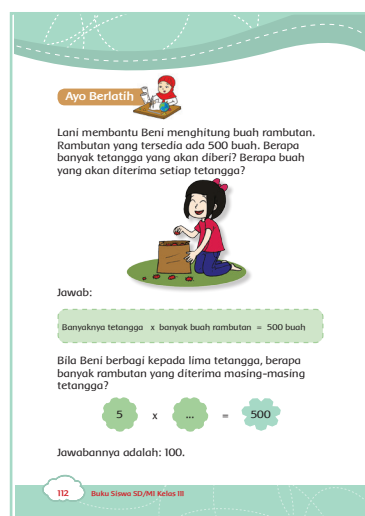 Ayo Berlatih
Lani membantu Beni menghitung buah rambutan.
Rambutan yang tersedia ada 500 buah. Berapa
banyak tetangga yang akan diberi? Berapa buah
yang akan diterima setiap tetangga?
Jawab:
Banyaknya tetangga x banyak buah rambutan = 500 buah
Bila Beni berbagi kepada lima tetangga, berapa
banyak rambutan yang diterima masing-masing
tetangga?
5 x ... = 500
Jawabannya adalah: 100.
112 Buku Siswa SD/MI Kelas III